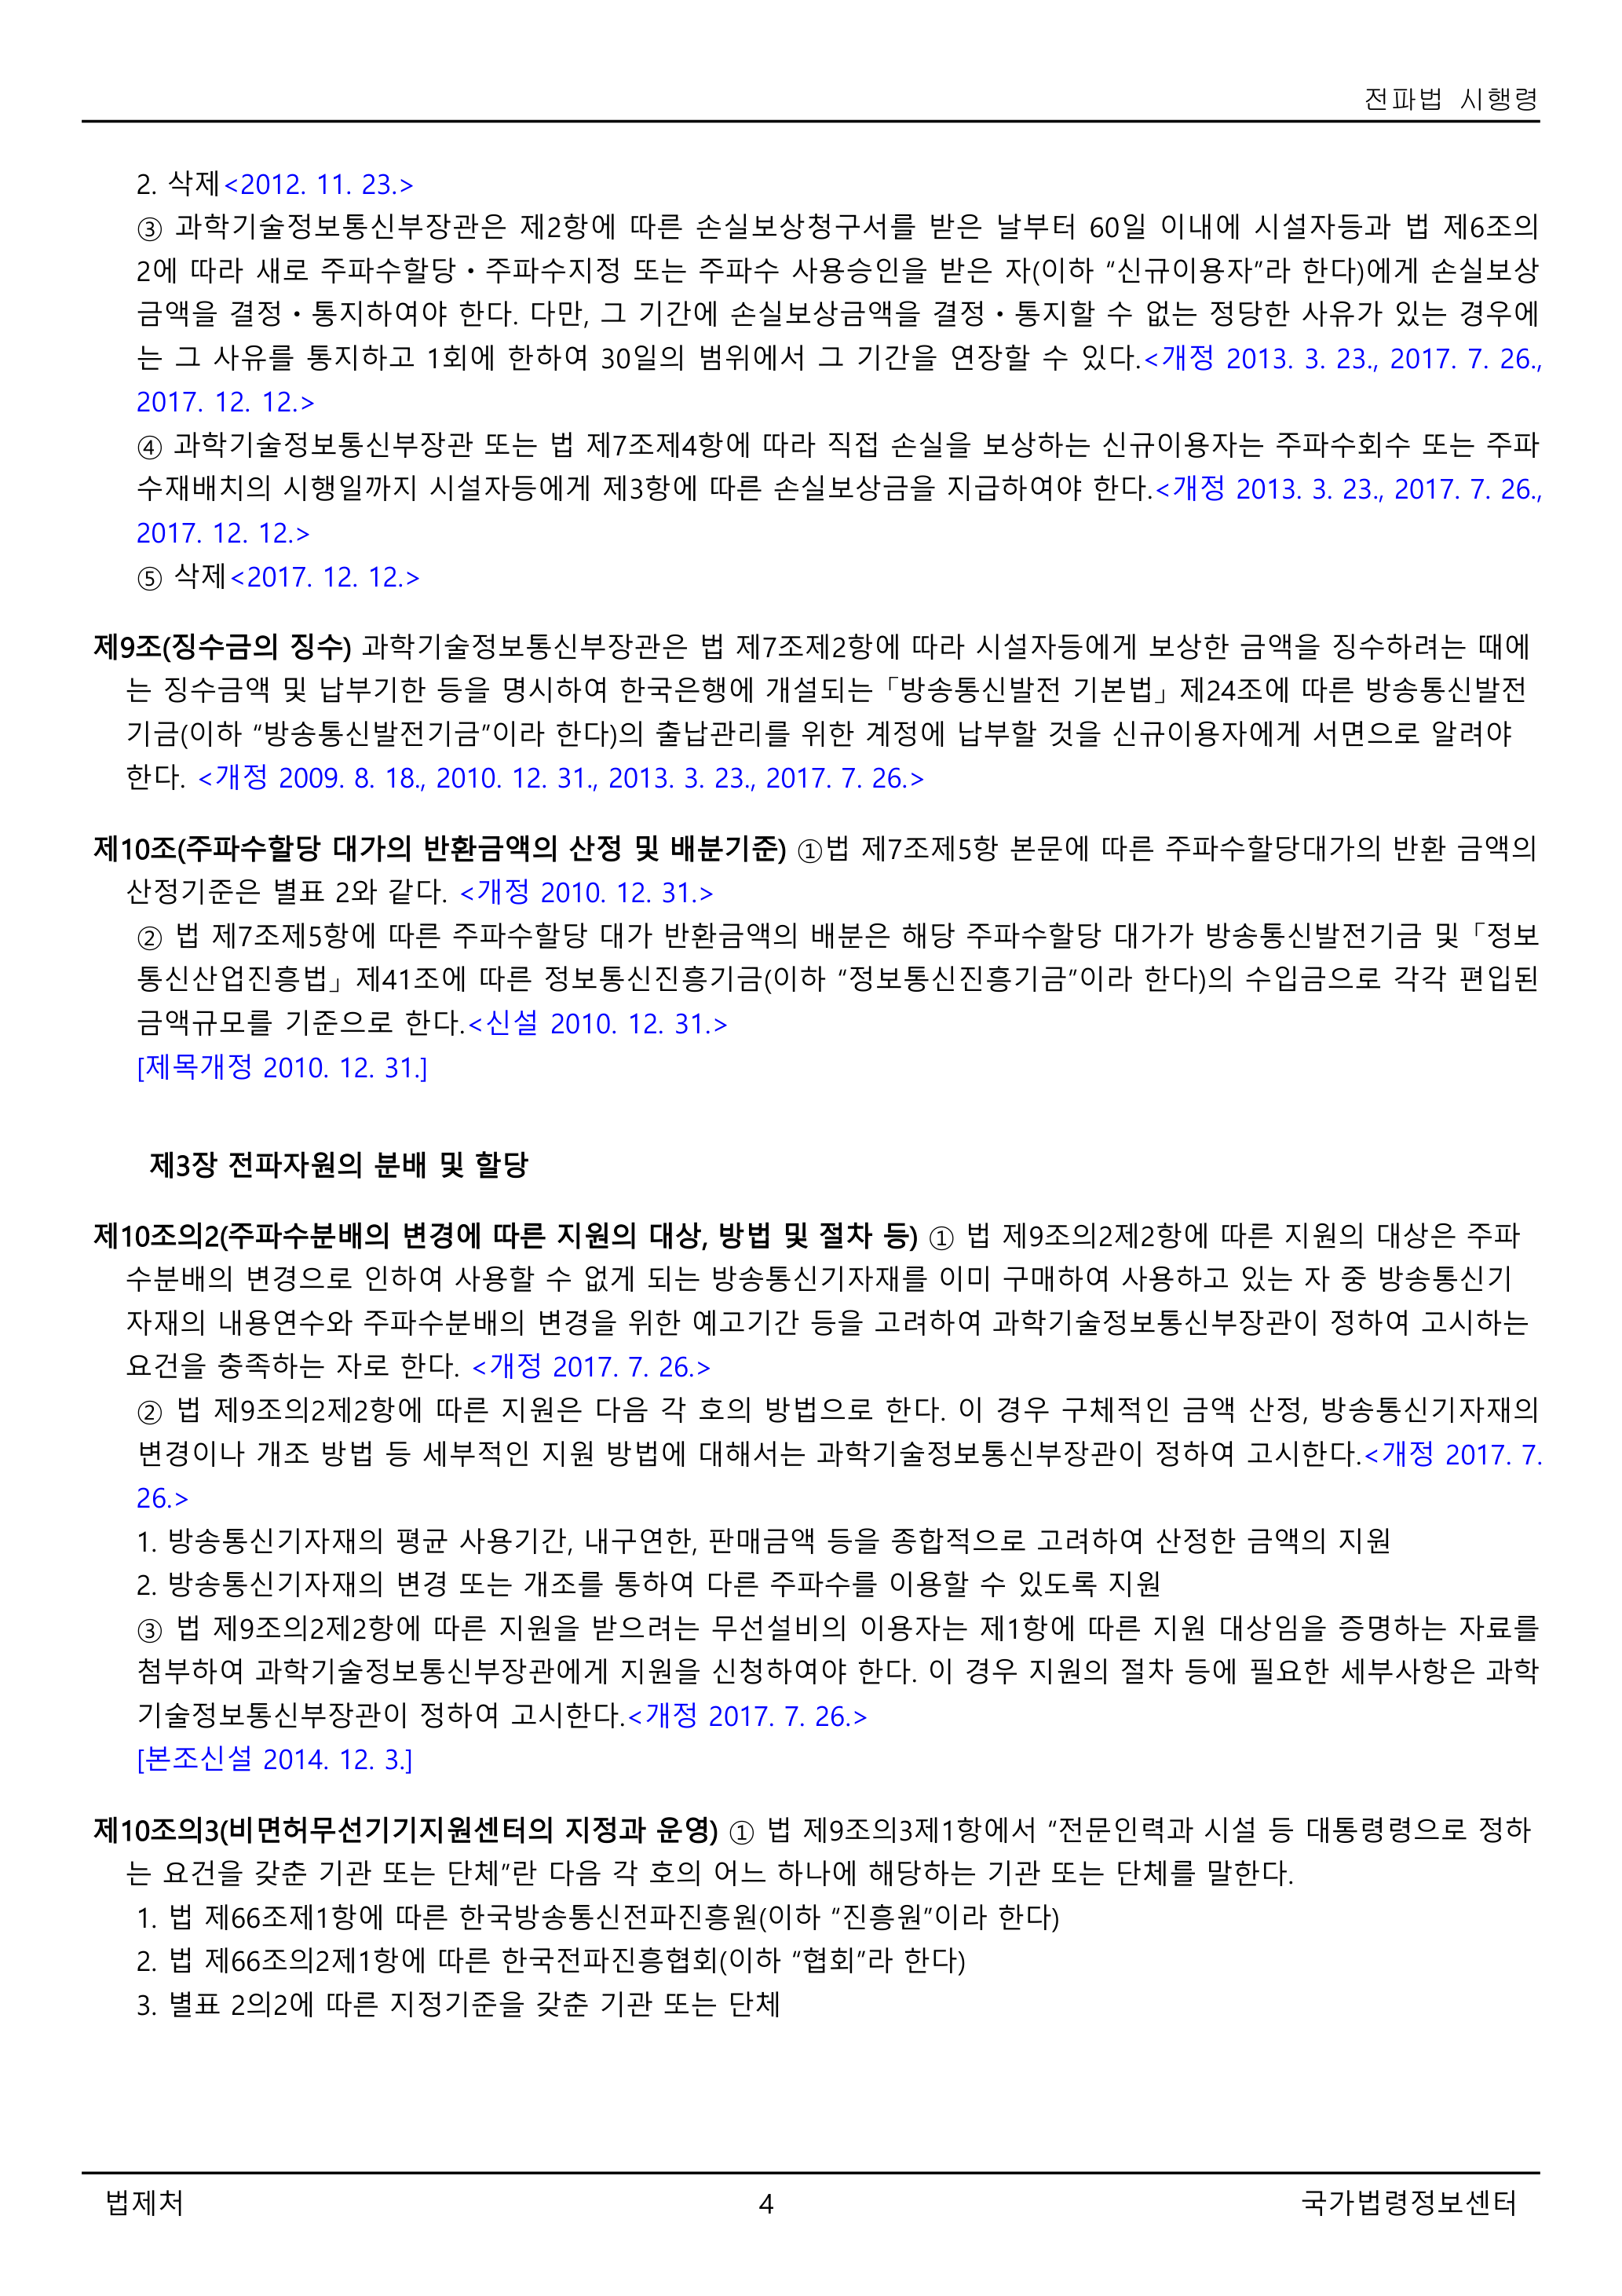 전파법 시행령
2. 삭제<2012. 11. 23.>
③ 과학기술정보통신부장관은 제2항에 따른 손실보상청구서를 받은 날부터 60일 이내에 시설자등과 법 제6조의
2에 따라 새로 주파수할당•주파수지정 또는 주파수 사용승인을 받은 자(이하 “신규이용자”라 한다)에게 손실보상
금액을 결정•통지하여야 한다. 다만, 그 기간에 손실보상금액을 결정•통지할 수 없는 정당한 사유가 있는 경우에
는 그 사유를 통지하고 1회에 한하여 30일의 범위에서 그 기간을 연장할 수 있다.<개정 2013. 3. 23., 2017. 7. 26.,
2017. 12. 12.>
④ 과학기술정보통신부장관 또는 법 제7조제4항에 따라 직접 손실을 보상하는 신규이용자는 주파수회수 또는 주파
수재배치의 시행일까지 시설자등에게 제3항에 따른 손실보상금을 지급하여야 한다.<개정 2013. 3. 23., 2017. 7. 26.,
2017. 12. 12.>
⑤ 삭제<2017. 12. 12.>
제9조(징수금의 징수) 과학기술정보통신부장관은 법 제7조제2항에 따라 시설자등에게 보상한 금액을 징수하려는 때에
는 징수금액 및 납부기한 등을 명시하여 한국은행에 개설되는「방송통신발전 기본법」제24조에 따른 방송통신발전
기금(이하 “방송통신발전기금”이라 한다)의 출납관리를 위한 계정에 납부할 것을 신규이용자에게 서면으로 알려야
한다. <개정 2009. 8. 18., 2010. 12. 31., 2013. 3. 23., 2017. 7. 26.>
제10조(주파수할당 대가의 반환금액의 산정 및 배분기준) ①법 제7조제5항 본문에 따른 주파수할당대가의 반환 금액의
산정기준은 별표 2와 같다. <개정 2010. 12. 31.>
② 법 제7조제5항에 따른 주파수할당 대가 반환금액의 배분은 해당 주파수할당 대가가 방송통신발전기금 및「정보
통신산업진흥법」제41조에 따른 정보통신진흥기금(이하 “정보통신진흥기금”이라 한다)의 수입금으로 각각 편입된
금액규모를 기준으로 한다.<신설 2010. 12. 31.>
[제목개정 2010. 12. 31.]
제3장 전파자원의 분배 및 할당
제10조의2(주파수분배의 변경에 따른 지원의 대상, 방법 및 절차 등) ① 법 제9조의2제2항에 따른 지원의 대상은 주파
수분배의 변경으로 인하여 사용할 수 없게 되는 방송통신기자재를 이미 구매하여 사용하고 있는 자 중 방송통신기
자재의 내용연수와 주파수분배의 변경을 위한 예고기간 등을 고려하여 과학기술정보통신부장관이 정하여 고시하는
요건을 충족하는 자로 한다. <개정 2017. 7. 26.>
② 법 제9조의2제2항에 따른 지원은 다음 각 호의 방법으로 한다. 이 경우 구체적인 금액 산정, 방송통신기자재의
변경이나 개조 방법 등 세부적인 지원 방법에 대해서는 과학기술정보통신부장관이 정하여 고시한다.<개정 2017. 7.
26.>
1. 방송통신기자재의 평균 사용기간, 내구연한, 판매금액 등을 종합적으로 고려하여 산정한 금액의 지원
2. 방송통신기자재의 변경 또는 개조를 통하여 다른 주파수를 이용할 수 있도록 지원
③ 법 제9조의2제2항에 따른 지원을 받으려는 무선설비의 이용자는 제1항에 따른 지원 대상임을 증명하는 자료를
첨부하여 과학기술정보통신부장관에게 지원을 신청하여야 한다. 이 경우 지원의 절차 등에 필요한 세부사항은 과학
기술정보통신부장관이 정하여 고시한다.<개정 2017. 7. 26.>
[본조신설 2014. 12. 3.]
제10조의3(비면허무선기기지원센터의 지정과 운영) ① 법 제9조의3제1항에서 “전문인력과 시설 등 대통령령으로 정하
는 요건을 갖춘 기관 또는 단체”란 다음 각 호의 어느 하나에 해당하는 기관 또는 단체를 말한다.
1. 법 제66조제1항에 따른 한국방송통신전파진흥원(이하 “진흥원”이라 한다)
2. 법 제66조의2제1항에 따른 한국전파진흥협회(이하 “협회”라 한다)
3. 별표 2의2에 따른 지정기준을 갖춘 기관 또는 단체
법제처
4
국가법령정보센터